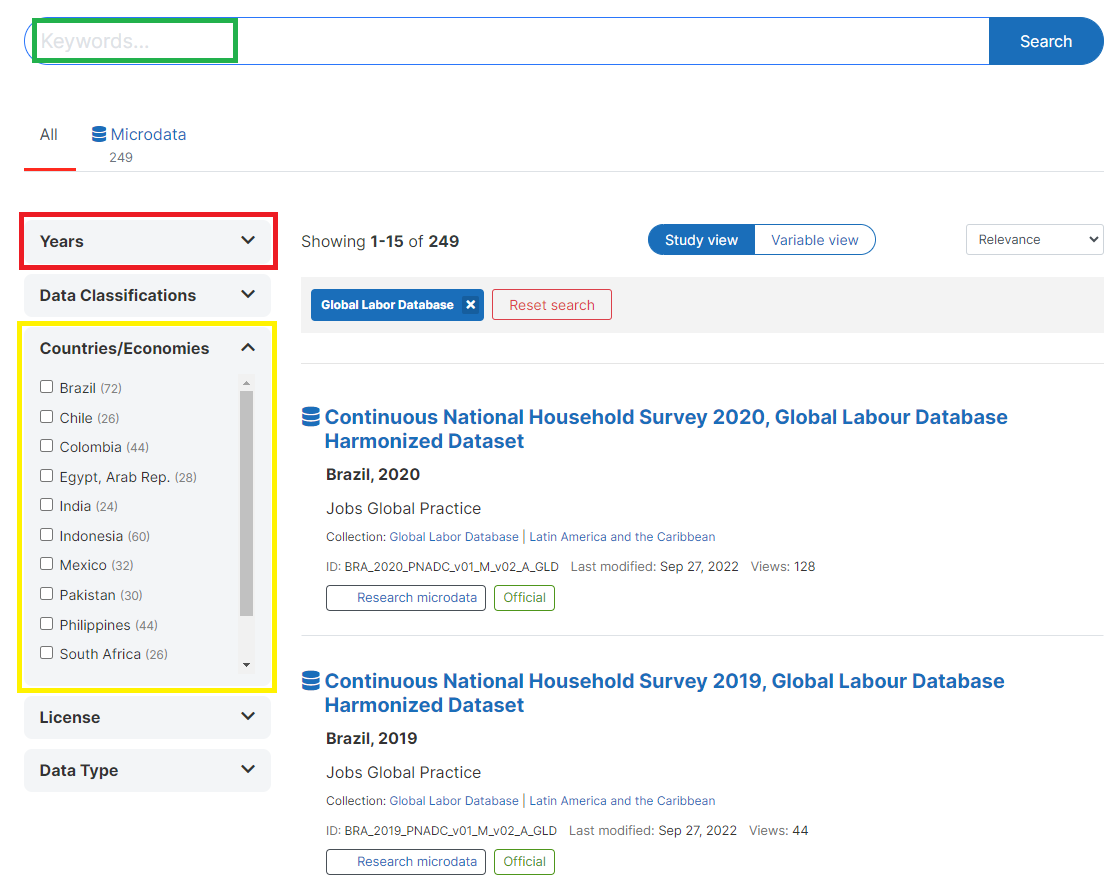 Keywords...
Search
All
Microdata
249
Years
Data Classifications
Countries/Economies
Brazil (72)
Chile (26)
Colombia (44)
Egypt, Arab Rep. (28)
India (24)
Indonesia (60)
Mexico (32)
Pakistan (30)
Philippines (44)
South Africa (26)
License
Data Type
Showing 1-15 of 249
Study view
Variable view
Relevance
Global Labor Database
Reset search
Continuous National Household Survey 2020, Global Labour Database
Harmonized Dataset
Brazil, 2020
Jobs Global Practice
Collection: Global Labor Database | Latin America and the Caribbean
ID: BRA_2020_PNADC_v01_M_v02_A_GLD Last modified: Sep 27, 2022 Views: 128
Research microdata
Official
Continuous National Household Survey 2019, Global Labour Database
Harmonized Dataset
Brazil, 2019
Jobs Global Practice
Collection: Global Labor Database | Latin America and the Caribbean
ID: BRA_2019_PNADC_v01_M_v02_A_GLD Last modified: Sep 27, 2022 Views: 44
Research microdata
Official